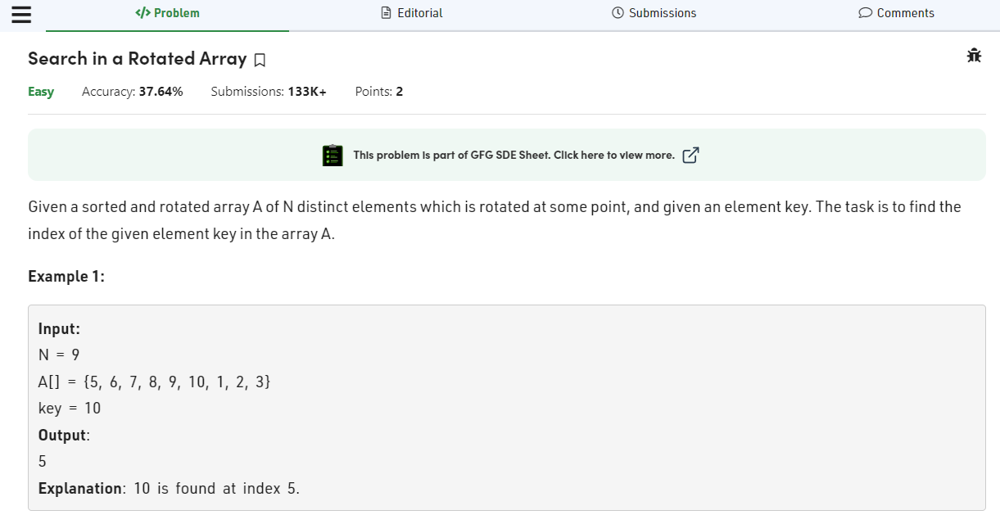 </> Problem
Editorial
Submissions
Comments
Search in a Rotated Array
Easy Accuracy: 37.64% Submissions: 133K+ Points: 2
This problem is part of GFG SDE Sheet. Click here to view more.
Given a sorted and rotated array A of N distinct elements which is rotated at some point, and given an element key. The task is to find the
index of the given element key in the array A.
Example 1:
Input:
N = 9
A[] = {5, 6, 7, 8, 9, 10, 1, 2, 3}
key = 10
Output:
5
Explanation: 10 is found at index 5.